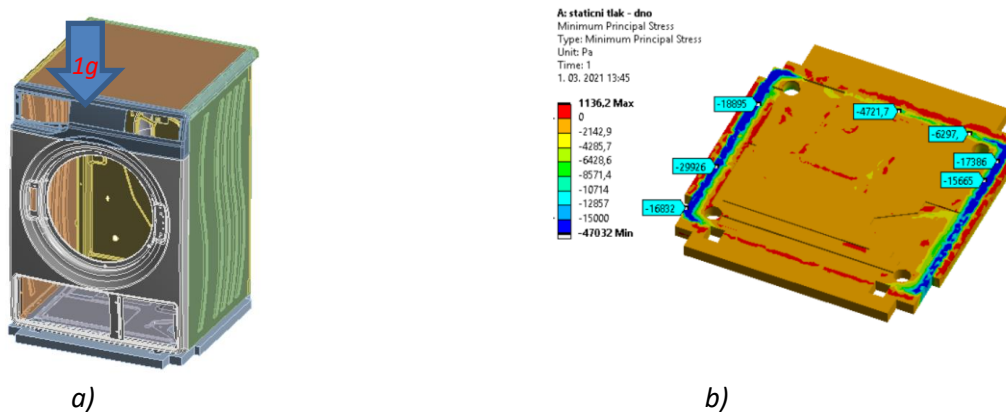 1g
A: staticni tlak - dno
Minimum Principal Stress
Type: Minimum Principal Stress
Unit: Pa
Time: 1
1. 03. 2021 13:45
1136,2 Max
0
-2142,9
-4285,7
-6428,6
-8571,4
-10714
-12857
-15000
-47032 Min
-18895
-4721,7
-6297,
-17386
-29926
-15665
-16832
a)
b)